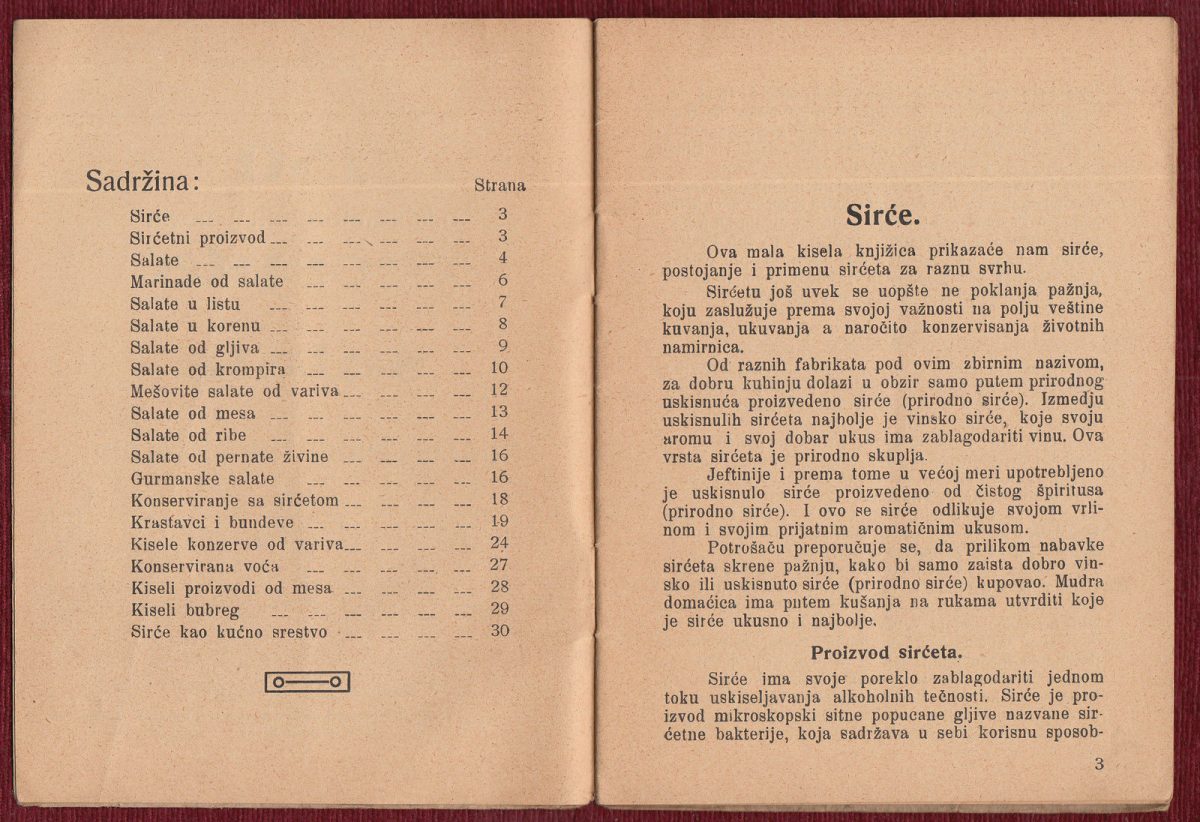 Sadržina: Strana
Sirće 3
Sirćetni proizvod 3
Salate 4
Marinade od salate 6
Salate u listu 7
Salate u korenu 8
Salate od gljiva 9
Salate od krompira 10
Mešovite salate od variva 12
Salate od mesa 13
Salate od ribe 14
Salate od pernate živine 16
Gurmanske salate 16
Konserviranje sa sirćetom 18
Krastavci i bundeve 19
Kisele konzerve od variva 24
Konservirana voća 27
Kiseli proizvodi od mesa 28
Kiseli bubreg 29
Sirće kao kućno srestvo 30
Sirće.
Ova mala kisela knjižica prikazaće nam sirće,
postojanje i primenu sirćeta za raznu svrhu.
Sirćetu još uvek se uopšte ne poklanja pažnja,
koju zaslužuje prema svojoj važnosti na polju veštine
kuvanja, ukuvanja a naročito konzervisanja životnih
namirnica.
Od raznih fabrikata pod ovim zbirnim nazivom,
za dobru kuhinju dolazi u obzir samo putem prirodnog
uskisnuća proizvedeno sirće (prirodno sirće). Izmedju
uskisnulih sirćeta najbolje je vinsko sirće, koje svoju
aromu i svoj dobar ukus ima zablagodariti vinu. Ova
vrsta sirćeta je prirodno skuplja.
Jeftinije i prema tome u većoj meri upotrebljeno
je uskisnulo sirće proizvedeno od čistog špiritusa
(prirodno sirće). I ovo se sirće odlikuje svojom vrli-
nom i svojim prijatnim aromatičnim ukusom.
Potrošaču preporučuje se, da prilikom nabavke
sirćeta skrene pažnju, kako bi samo zaista dobro vin-
sko ili uskisnuto sirće (prirodno sirće) kupovao. Mudra
domaćica ima putem kušanja na rukama utvrditi koje
je sirće ukusno i najbolje.
Proizvod sirćeta.
Sirće ima svoje poreklo zablagodariti jednom
toku uskiseljavanja alkoholnih tečnosti. Sirće je pro-
izvod mikroskopski sitne popucane gljive nazvane sir-
ćetne bakterije, koja sadržava u sebi korisnu sposob-
3